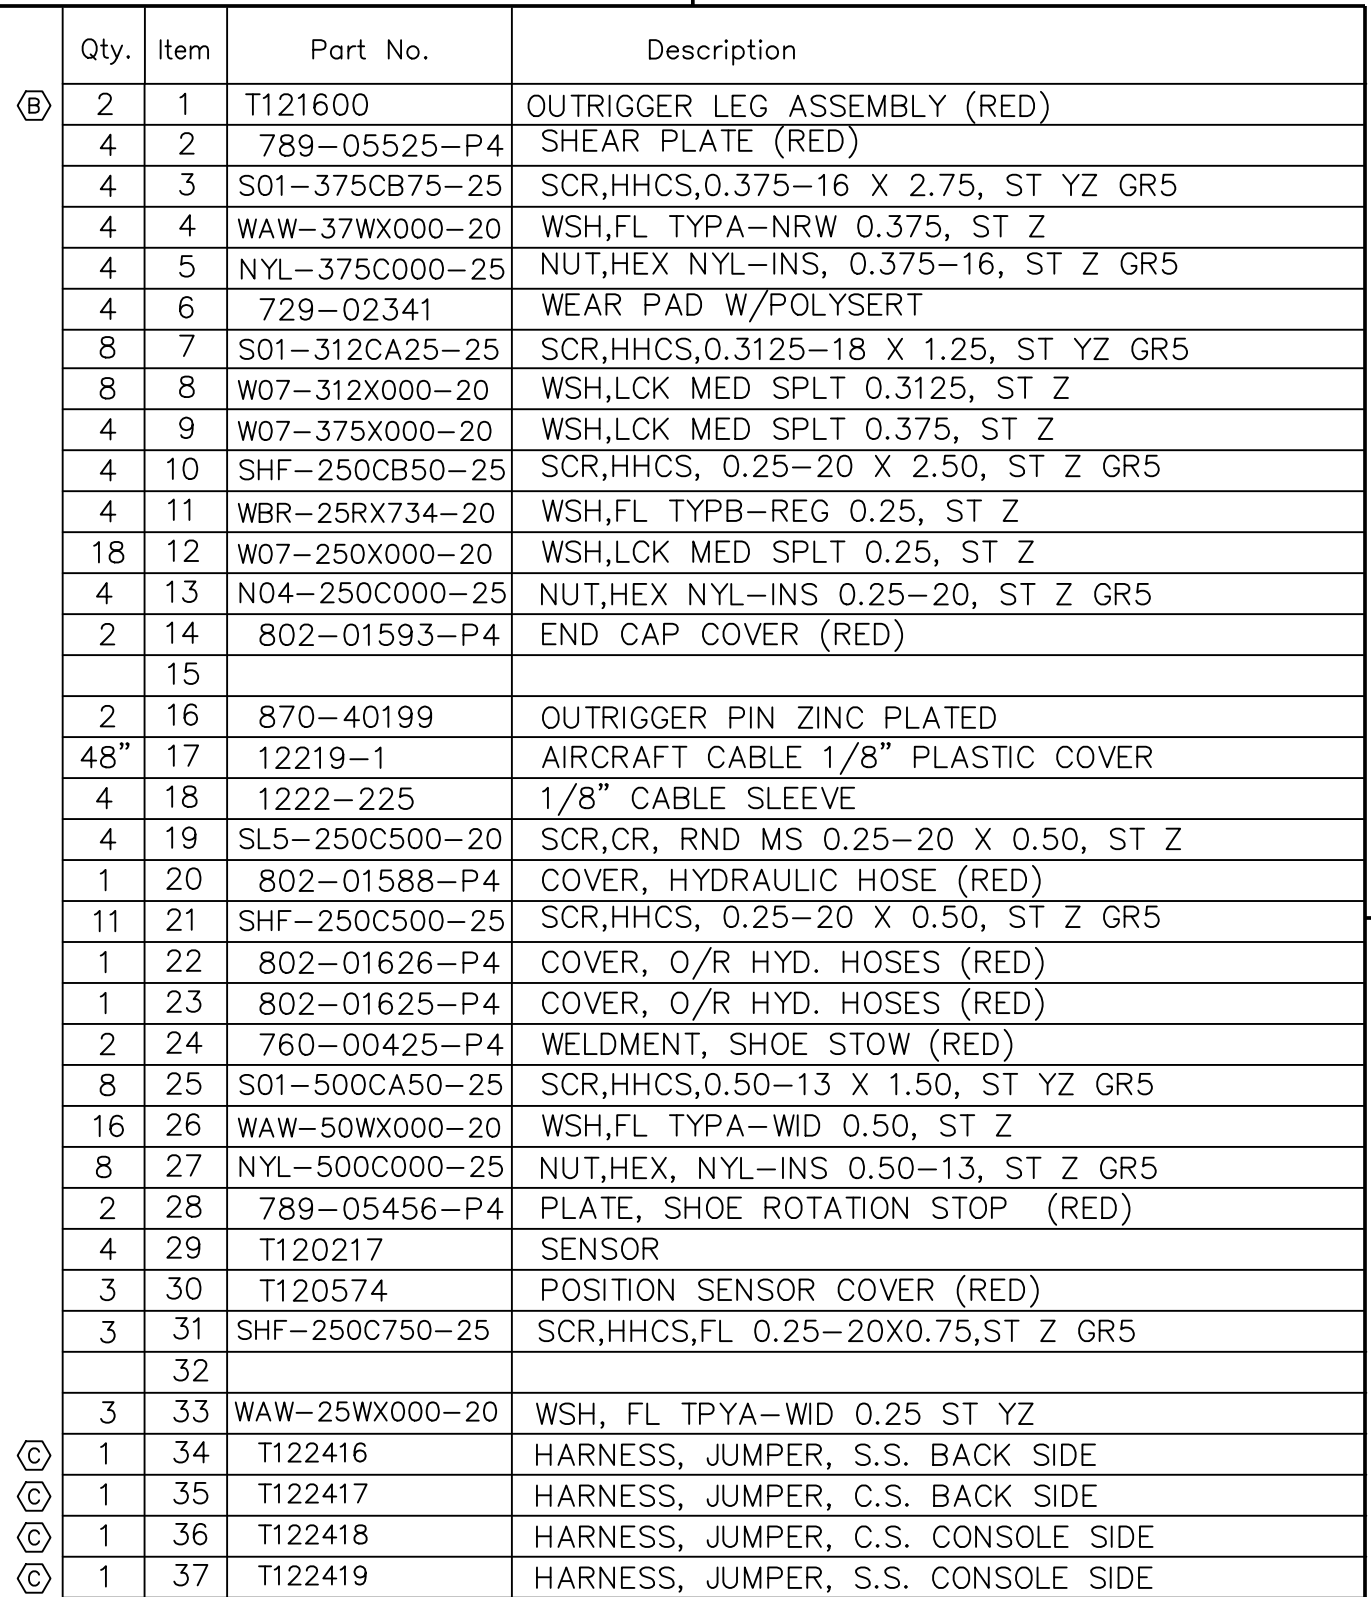 Qty. Item Part No. Description
B 2 1 T121600 OUTRIGGER LEG ASSEMBLY (RED)
4 2 789-05525-P4 SHEAR PLATE (RED)
4 3 S01-375CB75-25 SCR,HHCS,0.375-16 X 2.75, ST YZ GR5
4 4 WAW-37WX000-20 WSH,FL TYPA-NRW 0.375, ST Z
4 5 NYL-375C000-25 NUT,HEX NYL-INS, 0.375-16, ST Z GR5
4 6 729-02341 WEAR PAD W/POLYSERT
8 7 S01-312CA25-25 SCR,HHCS,0.3125-18 X 1.25, ST YZ GR5
8 8 W07-312X000-20 WSH,LCK MED SPLT 0.3125, ST Z
4 9 W07-375X000-20 WSH,LCK MED SPLT 0.375, ST Z
4 10 SHF-250CB50-25 SCR,HHCS, 0.25-20 X 2.50, ST Z GR5
4 11 WBR-25RX734-20 WSH,FL TYPB-REG 0.25, ST Z
18 12 W07-250X000-20 WSH,LCK MED SPLT 0.25, ST Z
4 13 N04-250C000-25 NUT,HEX NYL-INS 0.25-20, ST Z GR5
2 14 802-01593-P4 END CAP COVER (RED)
15
2 16 870-40199 OUTRIGGER PIN ZINC PLATED
48" 17 12219-1 AIRCRAFT CABLE 1/8" PLASTIC COVER
4 18 1222-225 1/8" CABLE SLEEVE
4 19 SL5-250C500-20 SCR,CR, RND MS 0.25-20 X 0.50, ST Z
1 20 802-01588-P4 COVER, HYDRAULIC HOSE (RED)
11 21 SHF-250C500-25 SCR,HHCS, 0.25-20 X 0.50, ST Z GR5
1 22 802-01626-P4 COVER, O/R HYD. HOSES (RED)
1 23 802-01625-P4 COVER, O/R HYD. HOSES (RED)
2 24 760-00425-P4 WELDMENT, SHOE STOW (RED)
8 25 S01-500CA50-25 SCR,HHCS,0.50-13 X 1.50, ST YZ GR5
16 26 WAW-50WX000-20 WSH,FL TYPA-WID 0.50, ST Z
8 27 NYL-500C000-25 NUT,HEX, NYL-INS 0.50-13, ST Z GR5
2 28 789-05456-P4 PLATE, SHOE ROTATION STOP (RED)
4 29 T120217 SENSOR
3 30 T120574 POSITION SENSOR COVER (RED)
3 31 SHF-250C750-25 SCR,HHCS,FL 0.25-20X0.75,ST Z GR5
32
3 33 WAW-25WX000-20 WSH, FL TPYA-WID 0.25 ST YZ
C 1 34 T122416 HARNESS, JUMPER, S.S. BACK SIDE
C 1 35 T122417 HARNESS, JUMPER, C.S. BACK SIDE
C 1 36 T122418 HARNESS, JUMPER, C.S. CONSOLE SIDE
C 1 37 T122419 HARNESS, JUMPER, S.S. CONSOLE SIDE